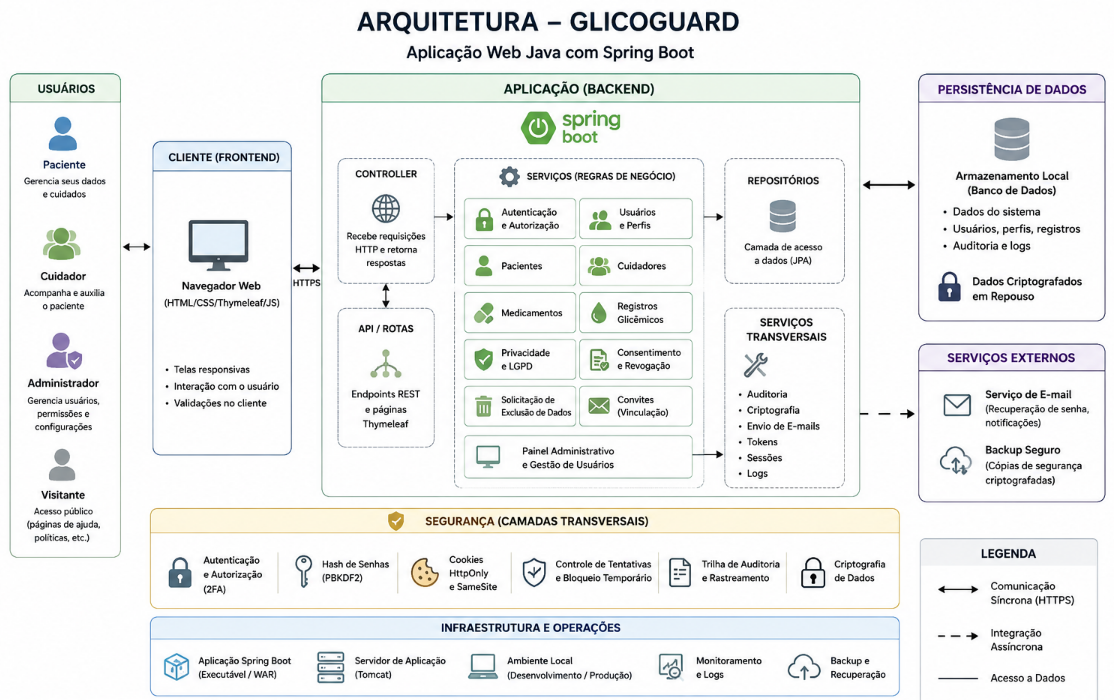 ARQUITETURA – GLICOGUARD
Aplicação Web Java com Spring Boot
USUÁRIOS
Paciente
Gerencia seus dados
e cuidados
Cuidador
Acompanha e auxilia
o paciente
Administrador
Gerencia usuários,
permissões e
configurações
Visitante
Acesso público
(páginas de ajuda,
políticas, etc.)
CLIENTE (FRONTEND)
Navegador Web
(HTML/CSS/Thymeleaf/JS)
• Telas responsivas
• Interação com o usuário
• Validações no cliente
HTTPS
APLICAÇÃO (BACKEND)
spring
boot
CONTROLLER
Recebe requisições
HTTP e retorna
respostas
API / ROTAS
Endpoints REST
e páginas
Thymeleaf
SERVIÇOS (REGRAS DE NEGÓCIO)
Autenticação
e Autorização
Usuários
e Perfis
Pacientes
Cuidadores
Medicamentos
Registros
Glicêmicos
Privacidade
e LGPD
Consentimento
e Revogação
Solicitação de
Exclusão de Dados
Convites
(Vinculação)
Painel Administrativo
e Gestão de Usuários
REPOSITÓRIOS
Camada de acesso
a dados (JPA)
SERVIÇOS
TRANSVERSAIS
• Auditoria
• Criptografia
• Envio de E-mails
• Tokens
• Sessões
• Logs
PERSISTÊNCIA DE DADOS
Armazenamento Local
(Banco de Dados)
• Dados do sistema
• Usuários, perfis, registros
• Auditoria e logs
Dados Criptografados
em Repouso
SERVIÇOS EXTERNOS
Serviço de E-mail
(Recuperação de senha,
notificações)
Backup Seguro
(Cópias de segurança
criptografadas)
SEGURANÇA (CAMADAS TRANSVERSAIS)
Autenticação
e Autorização
(2FA)
Hash de Senhas
(PBKDF2)
Cookies
HttpOnly
e SameSite
Controle de Tentativas
e Bloqueio Temporário
Trilha de Auditoria
e Rastreamento
Criptografia
de Dados
INFRAESTRUTURA E OPERAÇÕES
Aplicação Spring Boot
(Executável / WAR)
Servidor de Aplicação
(Tomcat)
Ambiente Local
(Desenvolvimento / Produção)
Monitoramento
e Logs
Backup e
Recuperação
LEGENDA
Comunicação
Síncrona (HTTPS)
Integração
Assíncrona
Acesso a Dados